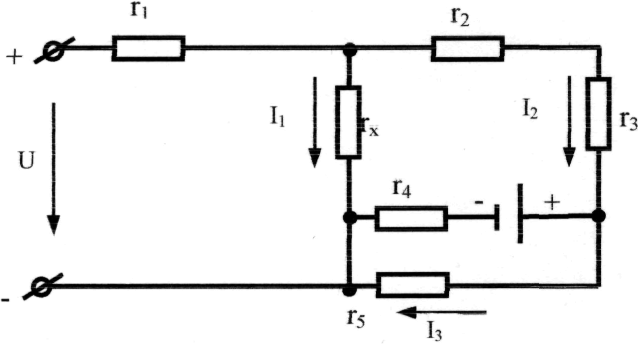 r1 r2
+
I1 rx I2 r3
U
r4 - +
-
r5 I3